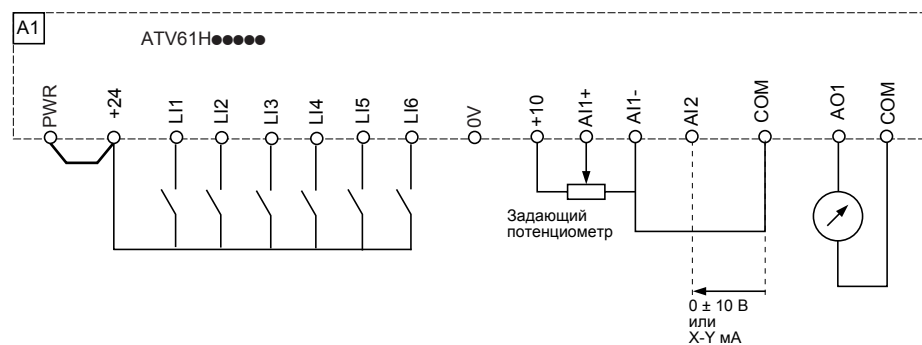 A1
ATV61H●●●●●
PWR
+24
LI1
LI2
LI3
LI4
LI5
LI6
0V
+10
AI1+
AI1-
AI2
COM
AO1
COM
Задающий
потенциометр
0 ± 10 В
или
X-Y мА